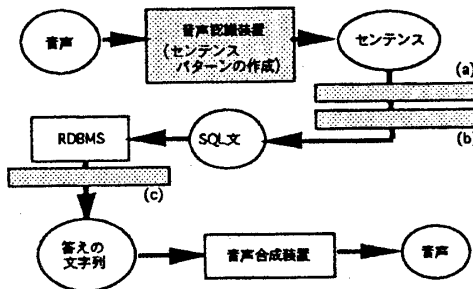 音声
音声認識装置
(センテンス
パターンの作成)
センテンス
(a)
(b)
RDBMS
SQL文
(c)
答えの
文字列
音声合成装置
音声